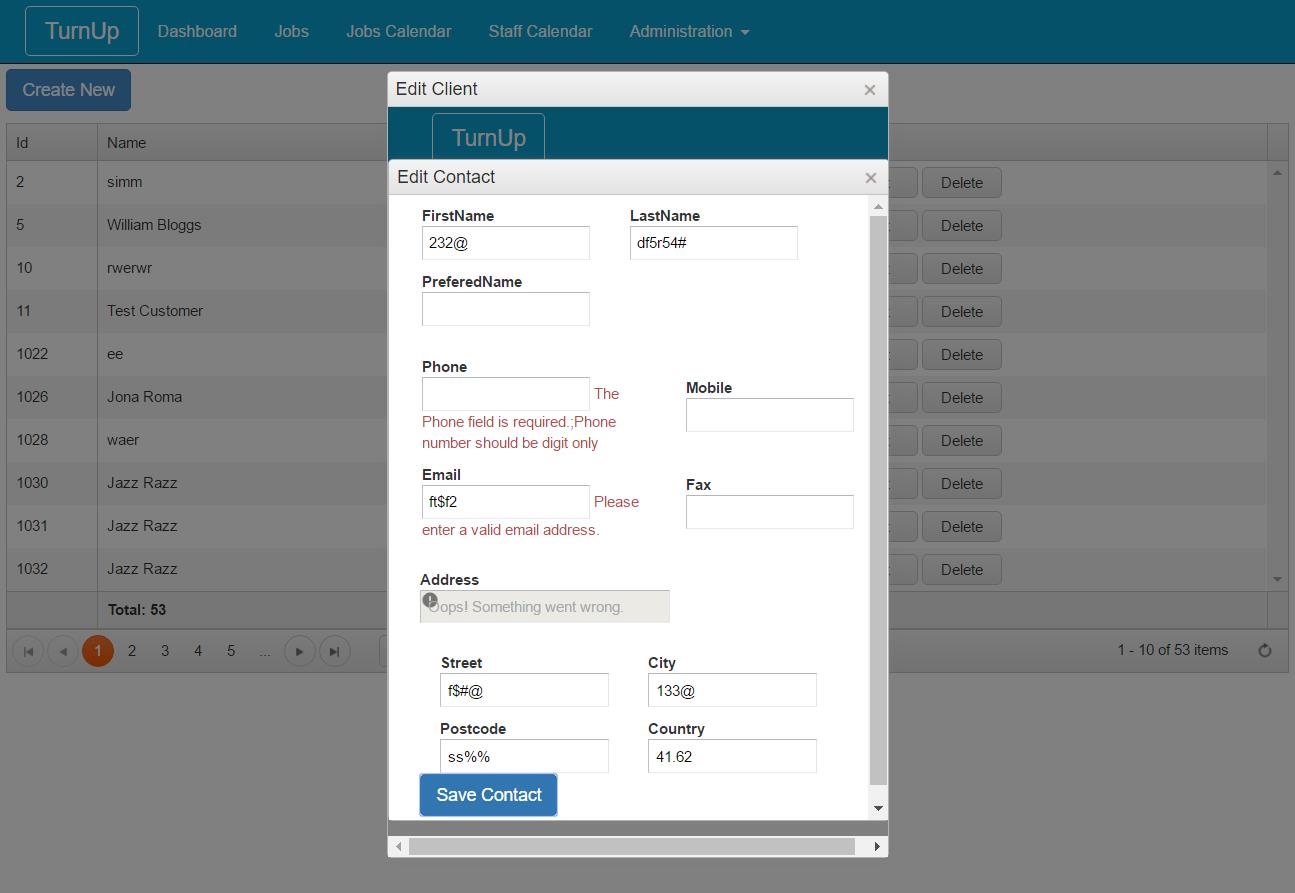 TurnUp Dashboard Jobs Jobs Calendar Staff Calendar Administration
Create New
Edit Client
TurnUp
Edit Contact
Id Name
2 simm Delete
5 William Bloggs Delete
10 rwerwr Delete
11 Test Customer Delete
1022 ee Delete
1026 Jona Roma Delete
1028 waer Delete
1030 Jazz Razz Delete
1031 Jazz Razz Delete
1032 Jazz Razz Delete
Total: 53
1 2 3 4 5 ...
1 - 10 of 53 items
FirstName LastName
232@ df5r54#
PreferedName
Phone
The
Phone field is required.;Phone
number should be digit only
Mobile
Email
ft$f2 Please
enter a valid email address.
Fax
Address
Oops! Something went wrong.
Street City
f$#@ 133@
Postcode Country
ss%% 41.62
Save Contact